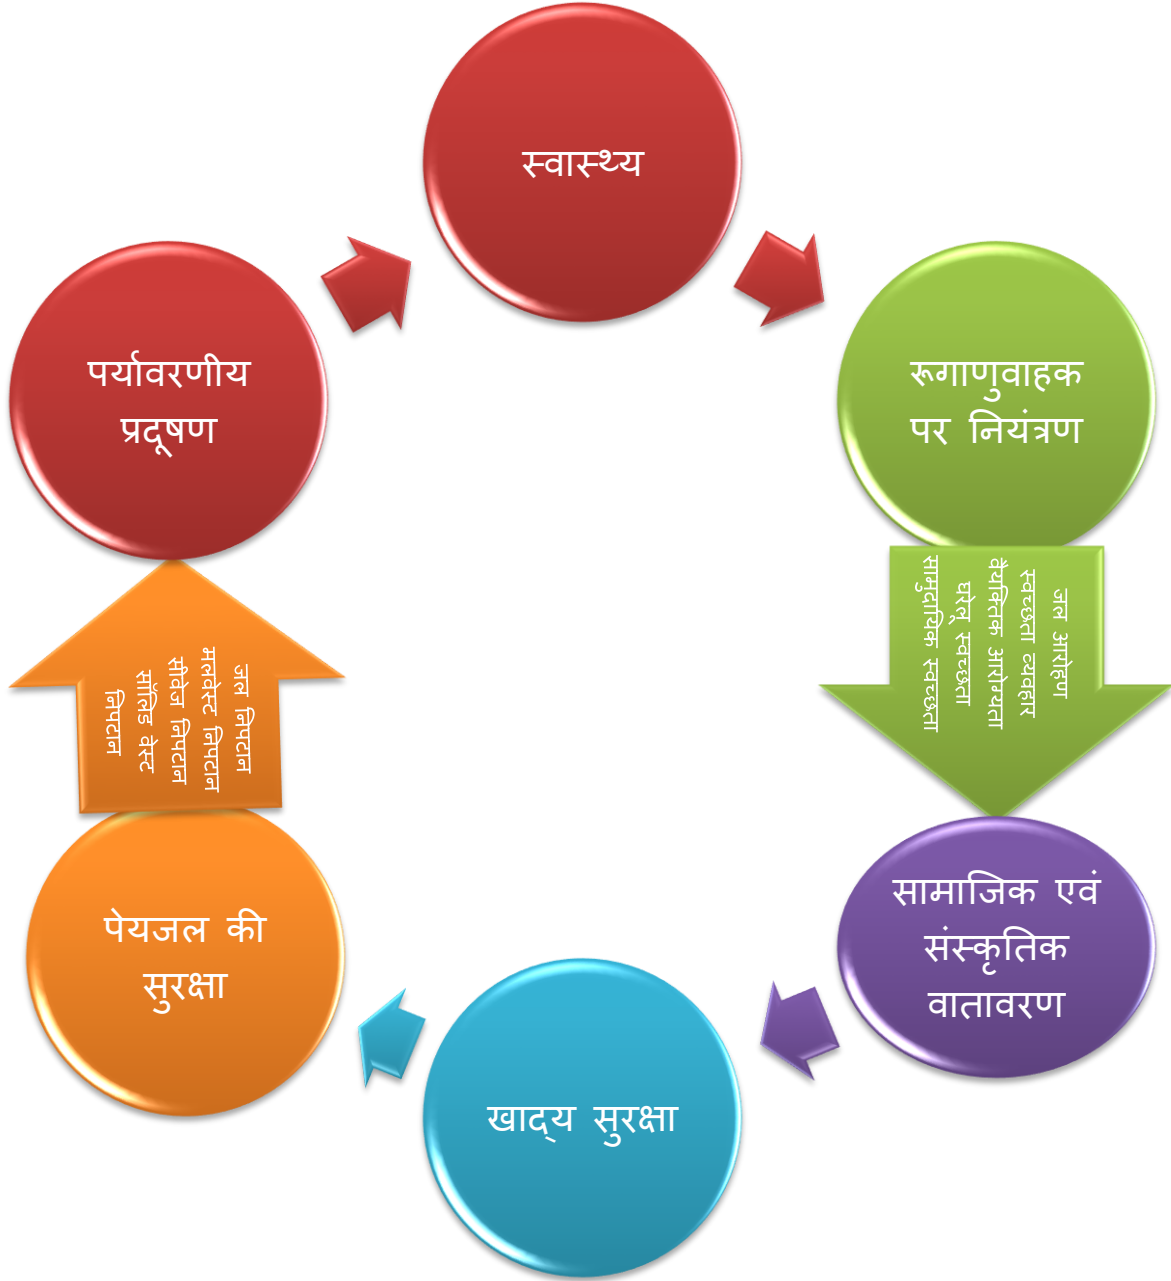 स्वास्थ्य
रूगाणुवाहक
पर नियंत्रण
जल आरोहण
स्वच्छता व्यवहार
वैयक्तिक आरोग्यता
घरेलू स्वच्छता
सामुदायिक स्वच्छता
सामाजिक एवं
संस्कृतिक
वातावरण
खाद्य सुरक्षा
पेयजल की
सुरक्षा
जल निपटान
मलवेस्ट निपटान
सीवेज निपटान
सॉलिड वेस्ट
निपटान
पर्यावरणीय
प्रदूषण